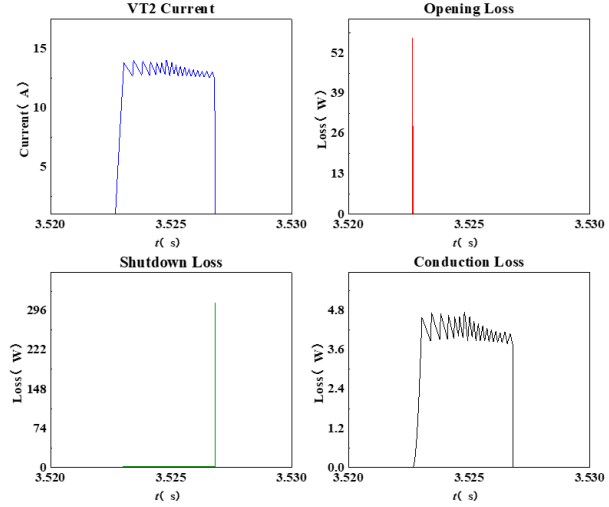 VT2 Current
Current( A)
15
10
5
3.520
3.525
3.530
t( s)
Opening Loss
Loss( W)
52
39
26
13
0
3.520
3.525
3.530
t( s)
Shutdown Loss
Loss( W)
296
222
148
74
0
3.520
3.525
3.530
t( s)
Conduction Loss
Loss( W)
4.8
3.6
2.4
1.2
0.0
3.520
3.525
3.530
t( s)